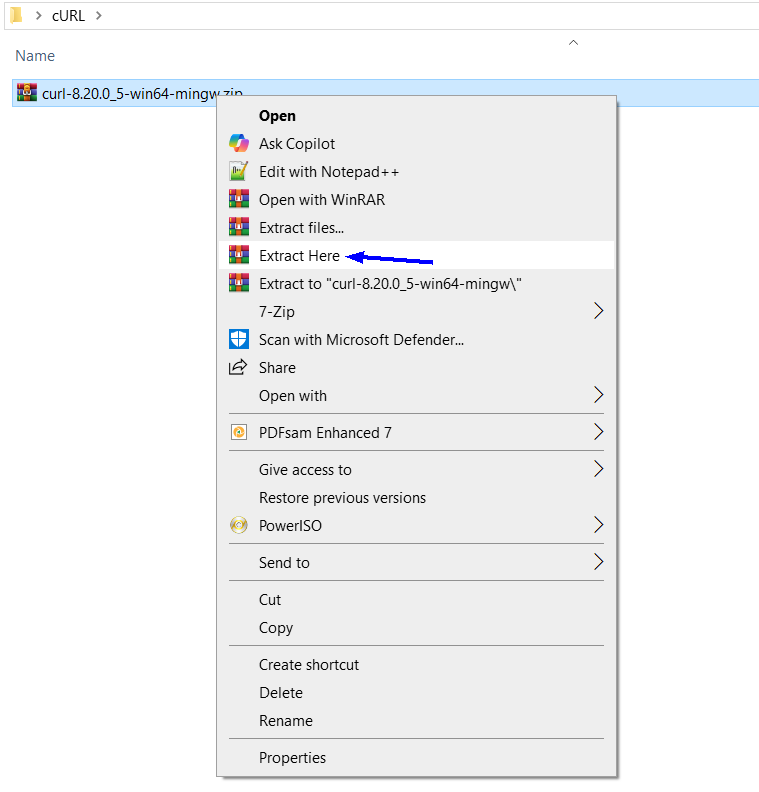 cURL
Name
curl-8.20.0_5-win64-mingw.zip
Open
Ask Copilot
Edit with Notepad++
Open with WinRAR
Extract files...
Extract Here
Extract to "curl-8.20.0_5-win64-mingw\"
7-Zip
Scan with Microsoft Defender...
Share
Open with
PDFsam Enhanced 7
Give access to
Restore previous versions
PowerISO
Send to
Cut
Copy
Create shortcut
Delete
Rename
Properties